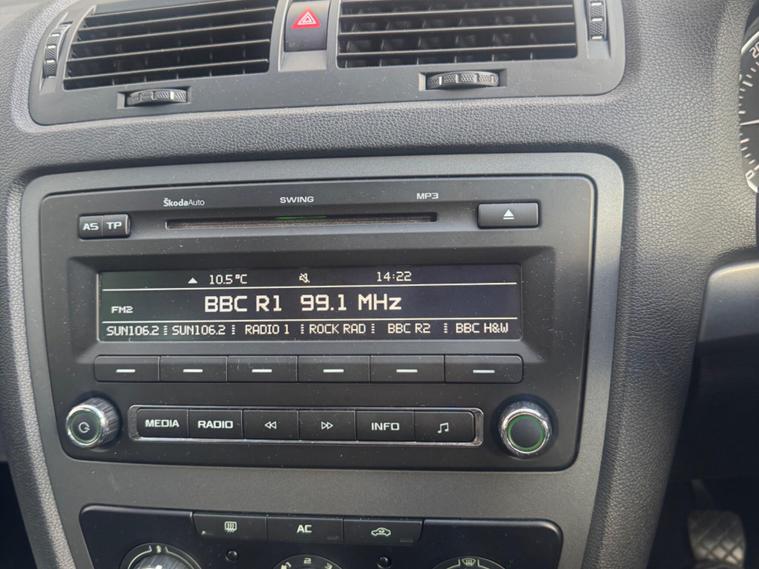 ŠkodaAuto SWING MP3
AS TP
10.5°C 14:22
FM2 BBC R1 99.1 MHz
SUN106.2 SUN106.2 RADIO 1 ROCK RAD BBC R2 BBC H&W
MEDIA RADIO INFO
AC
2